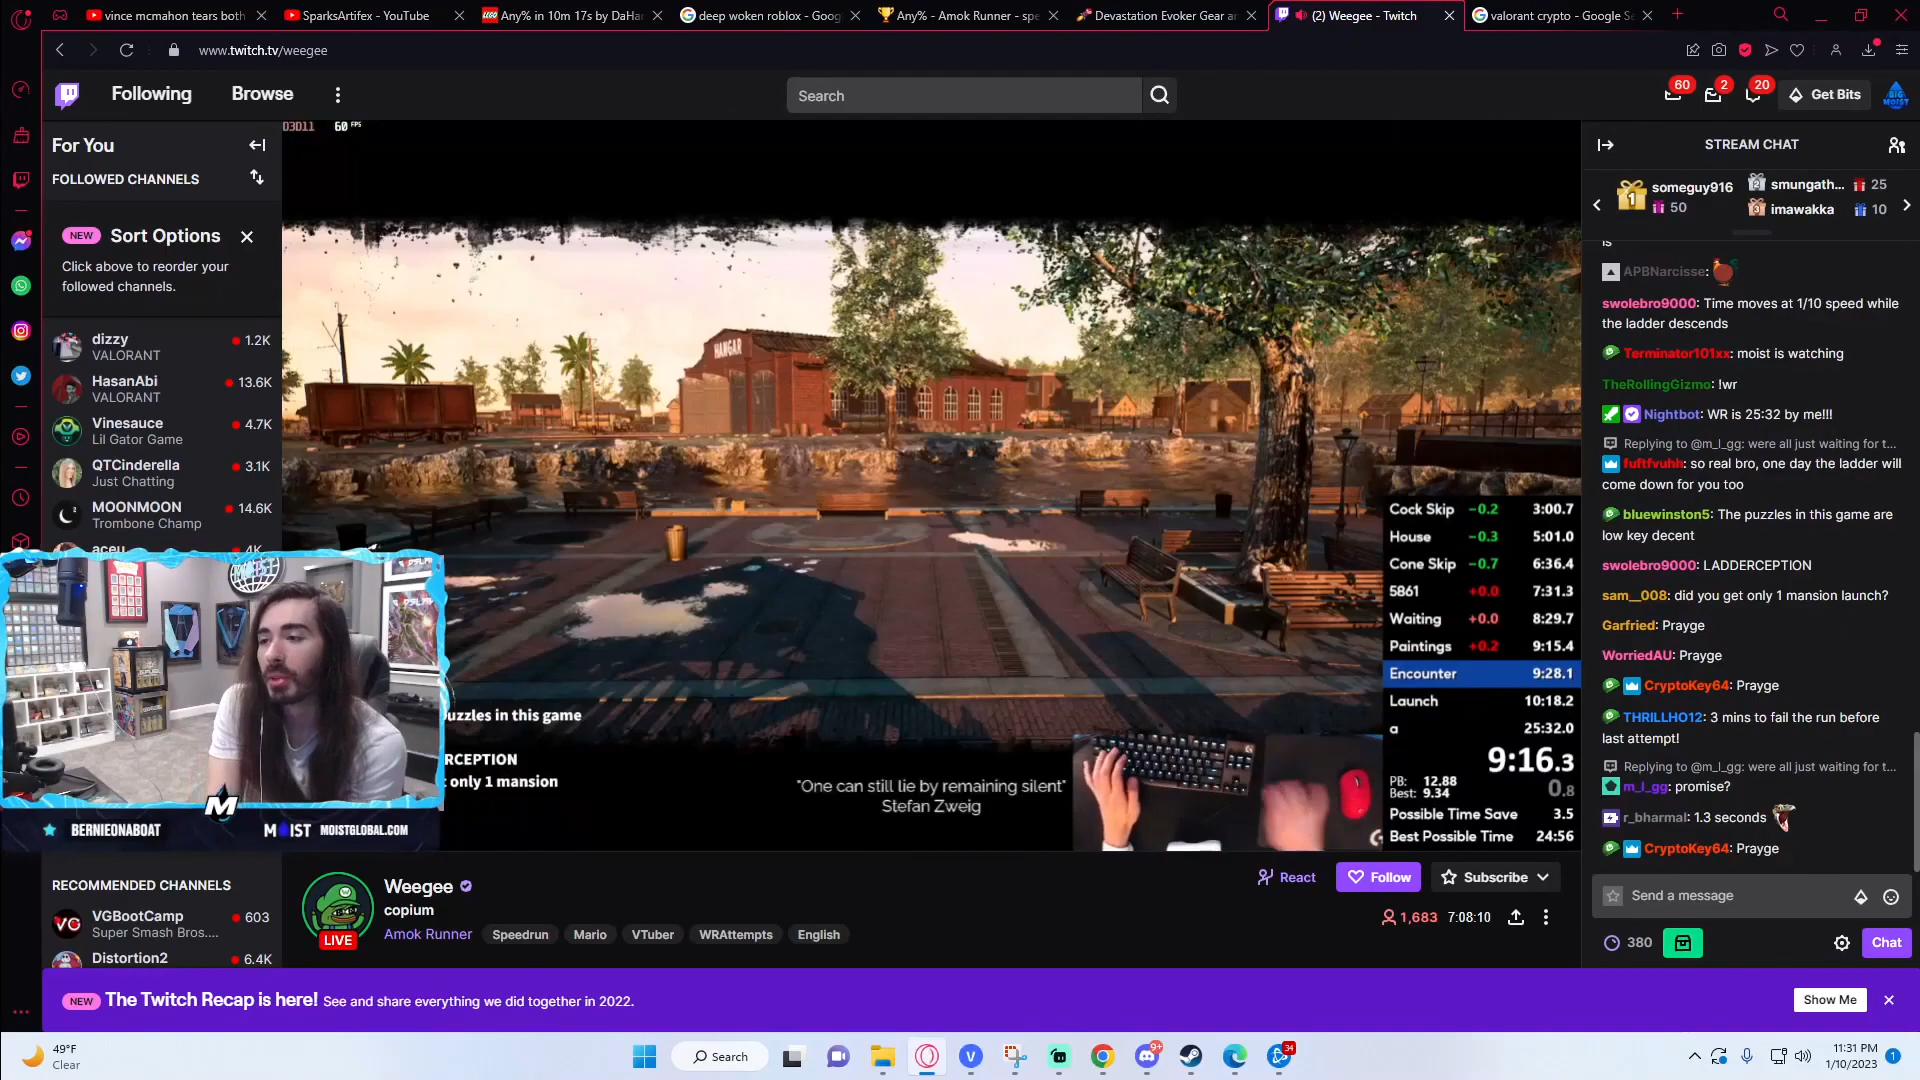 vince mcmahon tears both
SparksArtifex - YouTube
Any% in 10m 17s by DaHa
deep woken roblox - Goog
Any% - Amok Runner - spe
Devastation Evoker Gear a
(2) Weegee - Twitch
valorant crypto - Google Se
www.twitch.tv/weegee
Following
Browse
Search
60
2
20
Get Bits
For You
FOLLOWED CHANNELS
NEW Sort Options
Click above to reorder your
followed channels.
dizzy 1.2K
VALORANT
HasanAbi 13.6K
VALORANT
Vinesauce 4.7K
Lil Gator Game
QTCinderella 3.1K
Just Chatting
MOONMOON 14.6K
Trombone Champ
aceu 4K
BERNIEONABOAT
M
MOIST MOISTGLOBAL.COM
RECOMMENDED CHANNELS
VGBootCamp 603
Super Smash Bros....
Distortion2 6.4K
D3D11 60 FPS
HANGAR
uzzles in this game
RCEPTION
only 1 mansion
"One can still lie by remaining silent"
Stefan Zweig
Cock Skip −0.2 3:00.7
House −0.3 5:01.0
Cone Skip −0.7 6:36.4
5861 +0.0 7:31.3
Waiting +0.0 8:29.7
Paintings +0.2 9:15.4
Encounter 9:28.1
Launch 10:18.2
a 25:32.0
9:16.3
PB: 12.88
Best: 9.34
0.8
Possible Time Save 3.5
Best Possible Time 24:56
Weegee
copium
Amok Runner Speedrun Mario VTuber WRAttempts English
LIVE
React
Follow
Subscribe
1,683 7:08:10
STREAM CHAT
1 someguy916
50
2 smungath... 25
3 imawakka 10
is
APBNarcisse:
swolebro9000: Time moves at 1/10 speed while
the ladder descends
Terminator101xx: moist is watching
TheRollingGizmo: !wr
Nightbot: WR is 25:32 by me!!!
Replying to @m_l_gg: were all just waiting for t...
fuftfvuhh: so real bro, one day the ladder will
come down for you too
bluewinston5: The puzzles in this game are
low key decent
swolebro9000: LADDERCEPTION
sam__008: did you get only 1 mansion launch?
Garfried: Prayge
WorriedAU: Prayge
CryptoKey64: Prayge
THRILLHO12: 3 mins to fail the run before
last attempt!
Replying to @m_l_gg: were all just waiting for t...
m_l_gg: promise?
r_bharmal: 1.3 seconds
CryptoKey64: Prayge
Send a message
380
Chat
NEW The Twitch Recap is here! See and share everything we did together in 2022.
Show Me
49°F
Clear
Search
9+
34
11:31 PM
1/10/2023
1